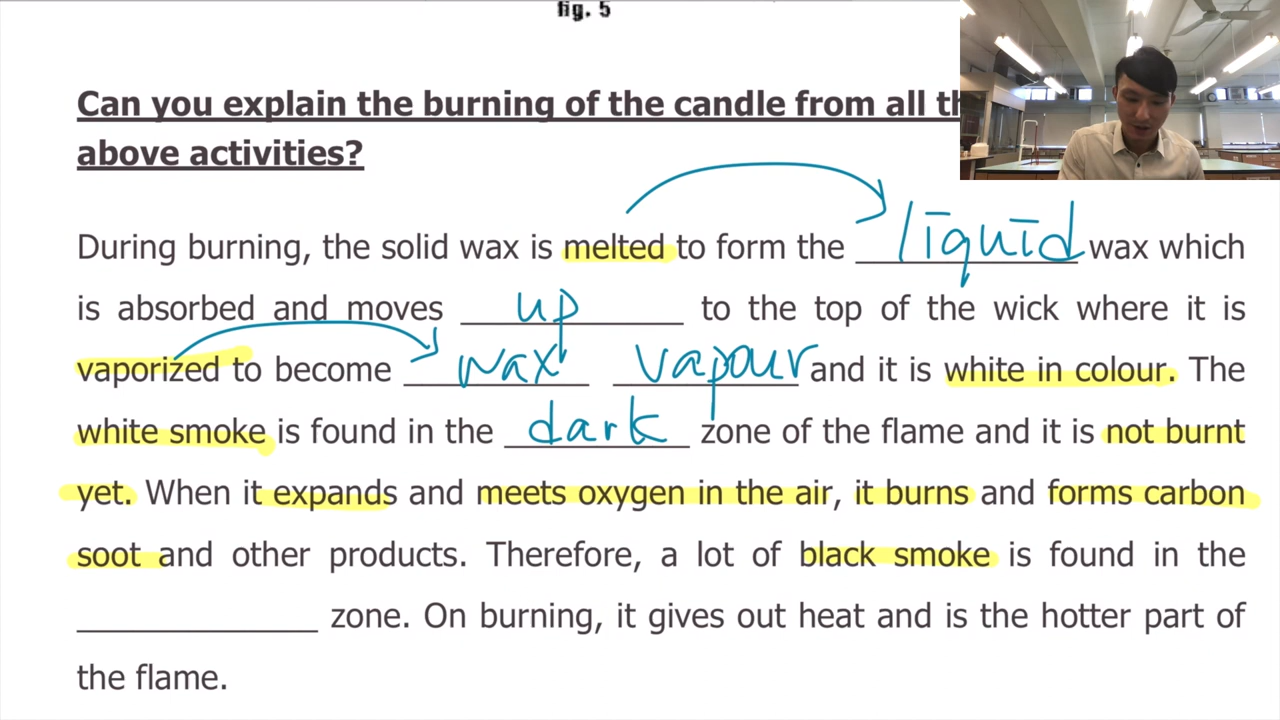 fig. 5
Can you explain the burning of the candle from all th
above activities?
During burning, the solid wax is melted to form the liquid wax which
is absorbed and moves up to the top of the wick where it is
vaporized to become wax vapour and it is white in colour. The
white smoke is found in the dark zone of the flame and it is not burnt
yet. When it expands and meets oxygen in the air, it burns and forms carbon
soot and other products. Therefore, a lot of black smoke is found in the
______________ zone. On burning, it gives out heat and is the hotter part of
the flame.